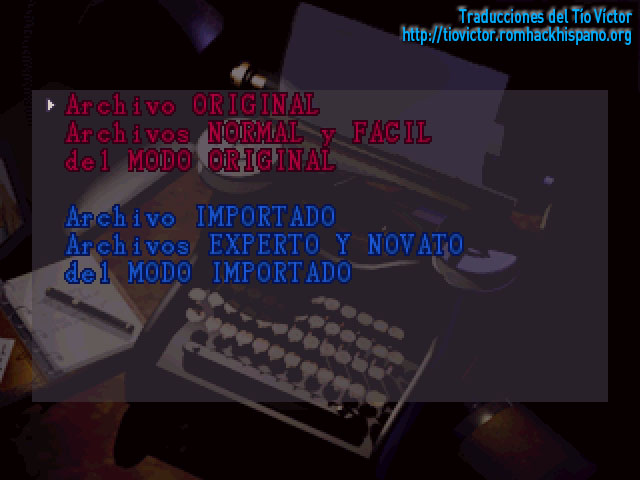 Traducciones del Tío Victor
http://tiovictor.romhackhispano.org
Archivo ORIGINAL
Archivos NORMAL y FACIL
del MODO ORIGINAL
Archivo IMPORTADO
Archivos EXPERTO Y NOVATO
del MODO IMPORTADO